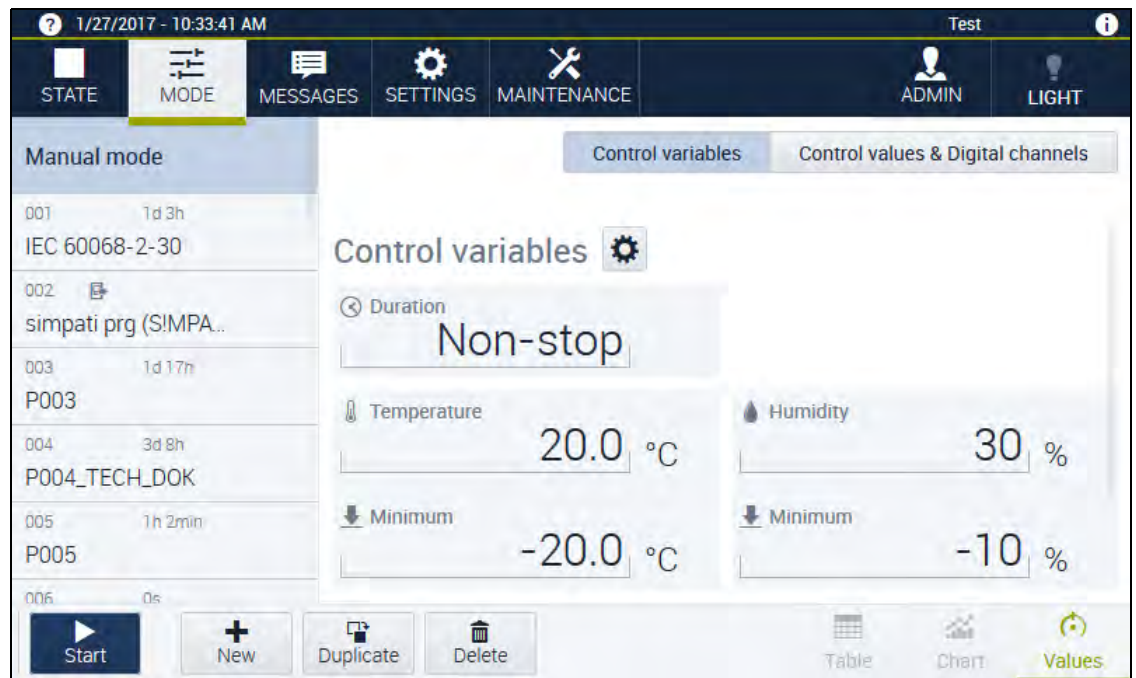 ? 1/27/2017 - 10:33:41 AM Test i
STATE MODE MESSAGES SETTINGS MAINTENANCE ADMIN LIGHT
Manual mode
Control variables Control values & Digital channels
001 1d 3h
IEC 60068-2-30
Control variables
002
simpati prg (S!MPA...
Duration
Non-stop
003 1d 17h
P003
Temperature
20.0 °C
Humidity
30 %
004 3d 8h
P004_TECH_DOK
005 1h 2min
P005
Minimum
-20.0 °C
Minimum
-10 %
006 0s
Start New Duplicate Delete Table Chart Values